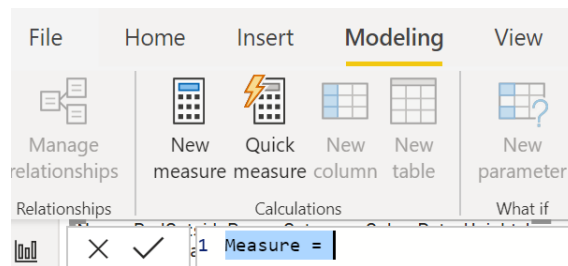 File Home Insert Modeling View
Manage relationships
New measure
Quick measure
New column
New table
New parameter
Relationships Calculations What if
1 Measure =